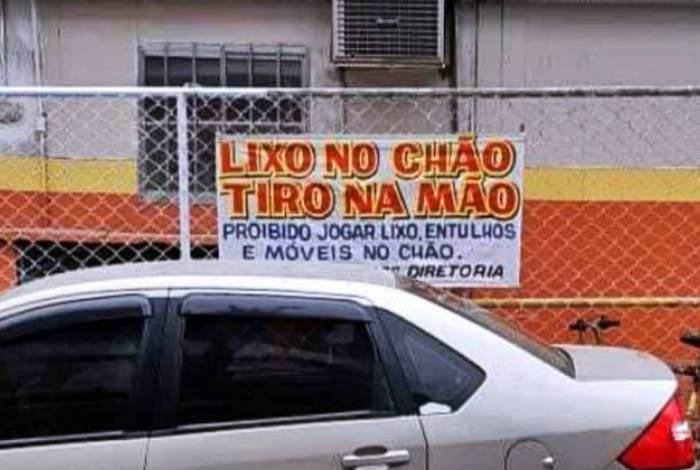 LIXO NO CHÃO
TIRO NA MÃO
PROIBIDO JOGAR LIXO, ENTULHOS
E MÓVEIS NO CHÃO.
DIRETORIA